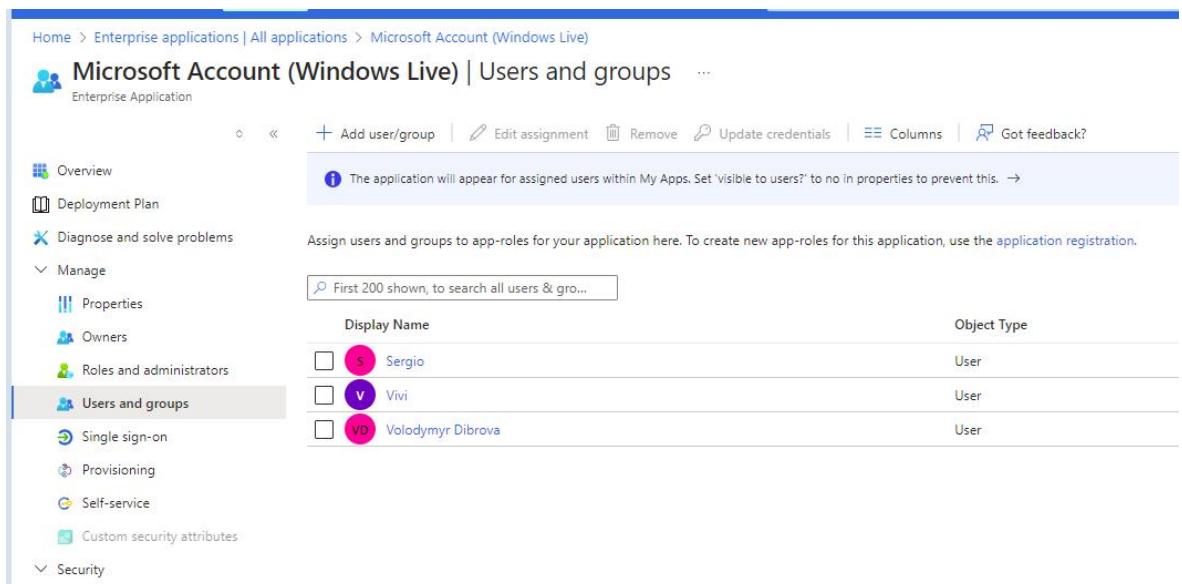 Home > Enterprise applications | All applications > Microsoft Account (Windows Live)
Microsoft Account (Windows Live) | Users and groups ...
Enterprise Application
+ Add user/group Edit assignment Remove Update credentials Columns Got feedback?
Overview
Deployment Plan
Diagnose and solve problems
Manage
Properties
Owners
Roles and administrators
Users and groups
Single sign-on
Provisioning
Self-service
Custom security attributes
Security
The application will appear for assigned users within My Apps. Set 'visible to users?' to no in properties to prevent this. →
Assign users and groups to app-roles for your application here. To create new app-roles for this application, use the application registration.
First 200 shown, to search all users & gro...
Display Name Object Type
S Sergio User
V Vivi User
VD Volodymyr Dibrova User